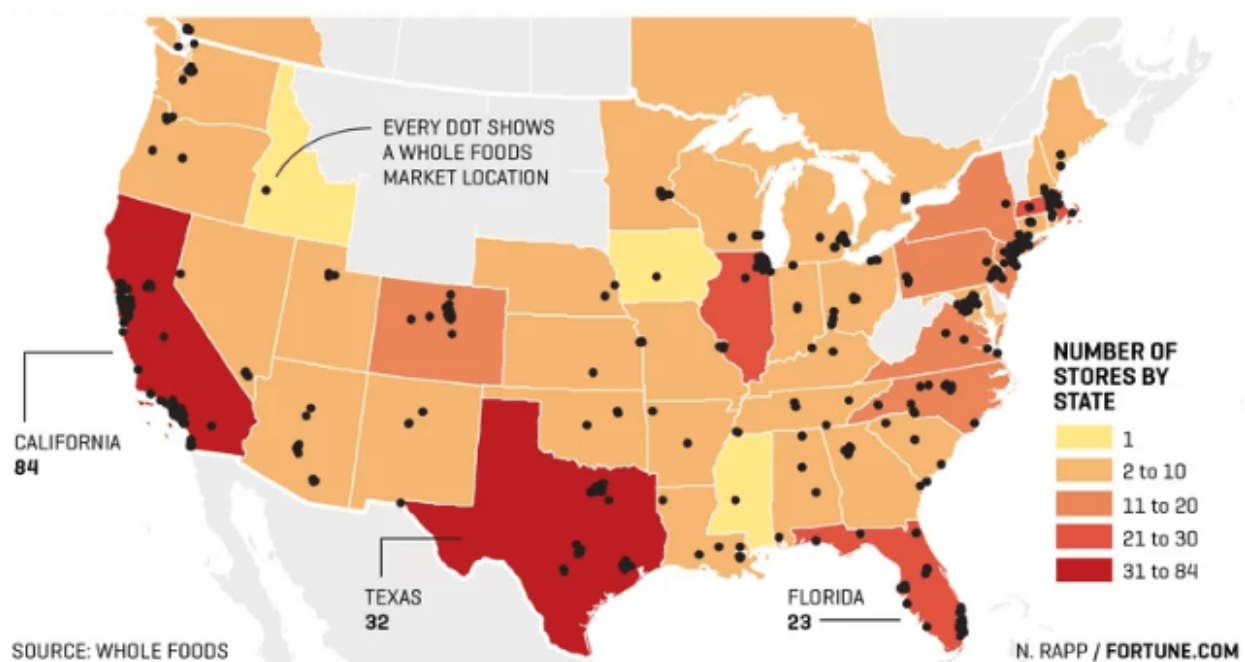 EVERY DOT SHOWS
A WHOLE FOODS
MARKET LOCATION
CALIFORNIA
84
TEXAS
32
FLORIDA
23
NUMBER OF
STORES BY
STATE
1
2 to 10
11 to 20
21 to 30
31 to 84
SOURCE: WHOLE FOODS
N. RAPP / FORTUNE.COM